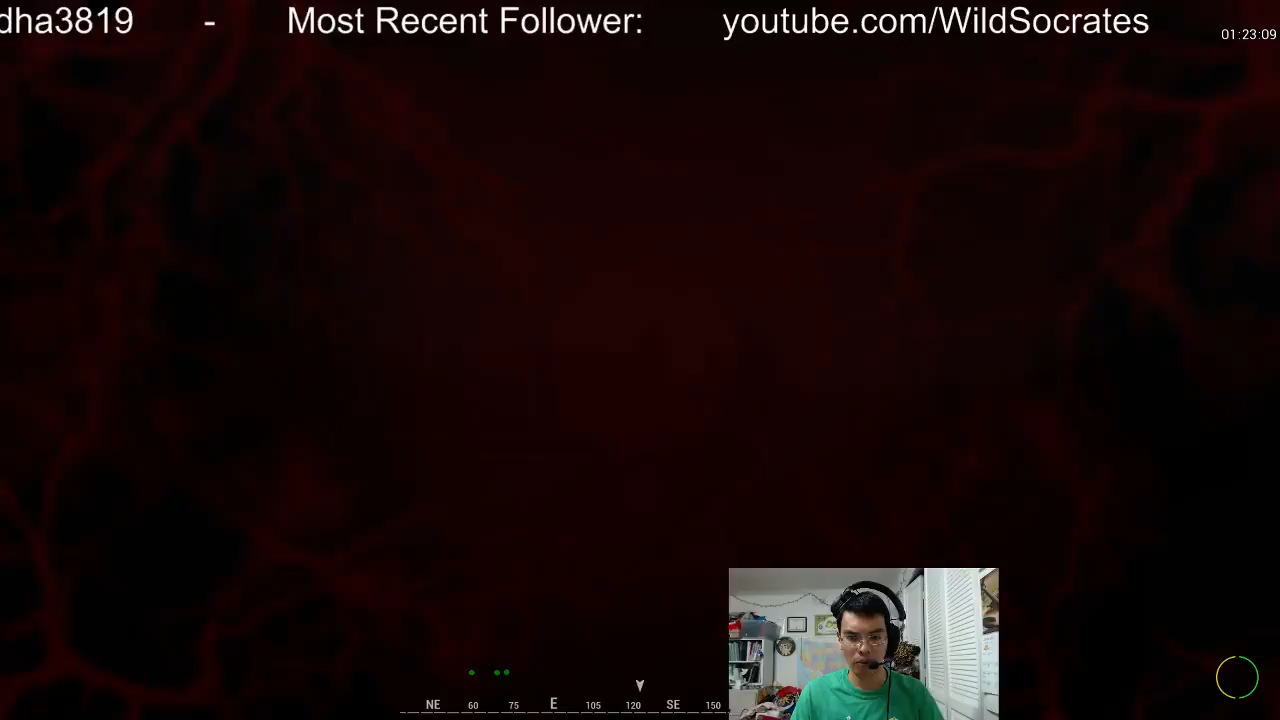 dha3819 - Most Recent Follower: youtube.com/WildSocrates
01:23:09
NE 60 75 E 105 120 SE 150